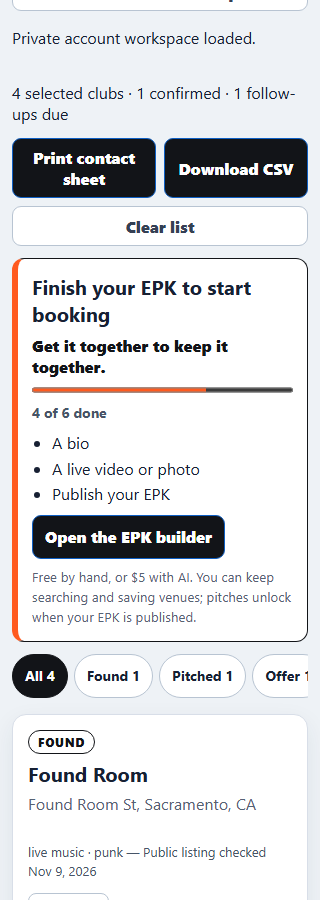 Private account workspace loaded.
4 selected clubs · 1 confirmed · 1 follow-
ups due
Print contact
sheet
Download CSV
Clear list
Finish your EPK to start
booking
Get it together to keep it
together.
4 of 6 done
• A bio
• A live video or photo
• Publish your EPK
Open the EPK builder
Free by hand, or $5 with AI. You can keep
searching and saving venues; pitches unlock
when your EPK is published.
All 4
Found 1
Pitched 1
Offer 1
FOUND
Found Room
Found Room St, Sacramento, CA
live music · punk — Public listing checked
Nov 9, 2026